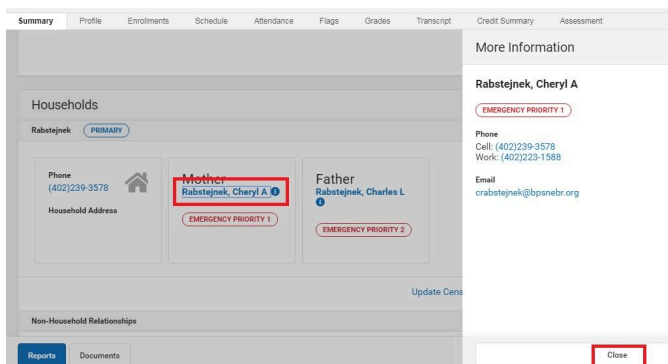 Summary Profile Enrollments Schedule Attendance Flags Grades Transcript Credit Summary Assessment
More Information
Rabstejnek, Cheryl A
EMERGENCY PRIORITY 1
Phone
Cell: (402)239-3578
Work: (402)223-1588
Email
crabstejnek@bpsnebr.org
Households
Rabstejnek PRIMARY
Phone
(402)239-3578
Household Address
Mother
Rabstejnek, Cheryl A
EMERGENCY PRIORITY 1
Father
Rabstejnek, Charles L
EMERGENCY PRIORITY 2
Update Cens
Non-Household Relationships
Reports Documents
Close